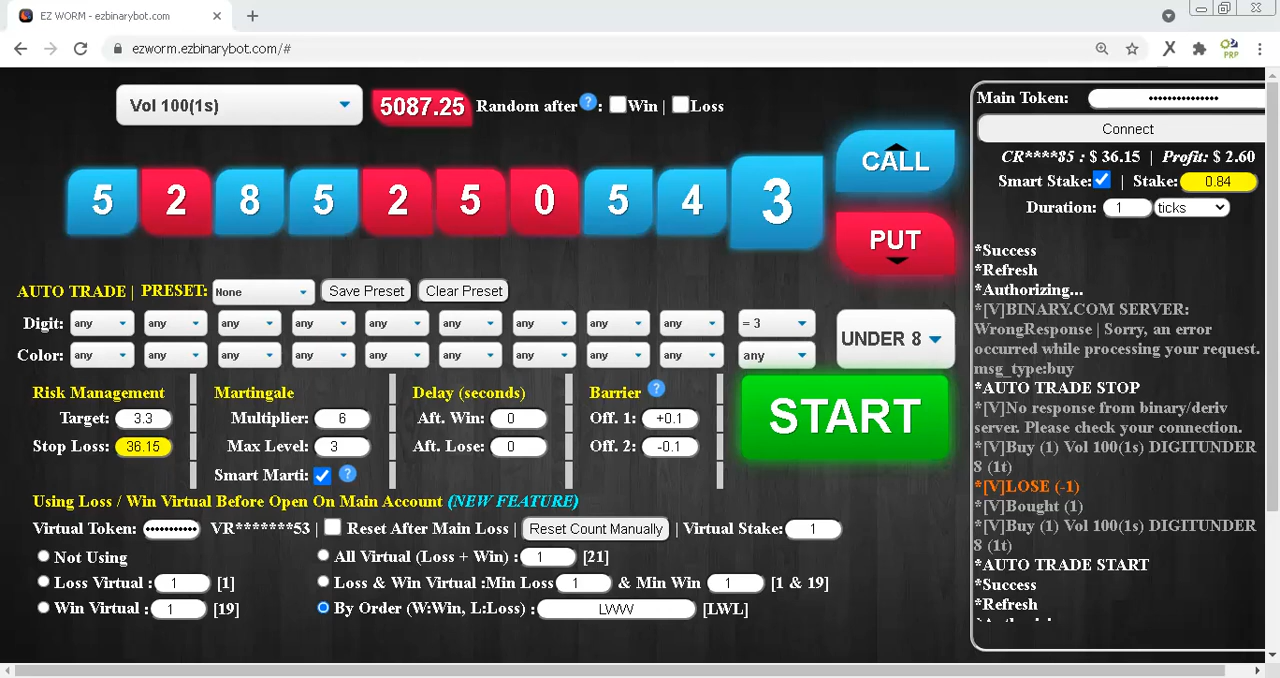 EZ WORM - ezbinarybot.com
ezworm.ezbinarybot.com/#
PRP
Vol 100(1s)
5087.25
Random after ? : Win | Loss
5 2 8 5 2 5 0 5 4 3
CALL
PUT
AUTO TRADE | PRESET: None Save Preset Clear Preset
Digit: any any any any any any any any any = 3
Color: any any any any any any any any any any
UNDER 8
Risk Management
Target: 3.3
Stop Loss: 36.15
Martingale
Multiplier: 6
Max Level: 3
Smart Marti: ?
Delay (seconds)
Aft. Win: 0
Aft. Lose: 0
Barrier ?
Off. 1: +0.1
Off. 2: -0.1
START
Using Loss / Win Virtual Before Open On Main Account (NEW FEATURE)
Virtual Token: •••••••••• VR*******53 | Reset After Main Loss | Reset Count Manually | Virtual Stake: 1
Not Using
All Virtual (Loss + Win) : 1 [21]
Loss Virtual : 1 [1]
Loss & Win Virtual :Min Loss 1 & Min Win 1 [1 & 19]
Win Virtual : 1 [19]
By Order (W:Win, L:Loss) : LWW [LWL]
Main Token: •••••••••••••••
Connect
CR****85 : $ 36.15 | Profit: $ 2.60
Smart Stake: | Stake: 0.84
Duration: 1 ticks
*Success
*Refresh
*Authorizing...
*[V]BINARY.COM SERVER:
WrongResponse | Sorry, an error
occurred while processing your request.
msg_type:buy
*AUTO TRADE STOP
*[V]No response from binary/deriv
server. Please check your connection.
*[V]Buy (1) Vol 100(1s) DIGITUNDER
8 (1t)
*[V]LOSE (-1)
*[V]Bought (1)
*[V]Buy (1) Vol 100(1s) DIGITUNDER
8 (1t)
*AUTO TRADE START
*Success
*Refresh